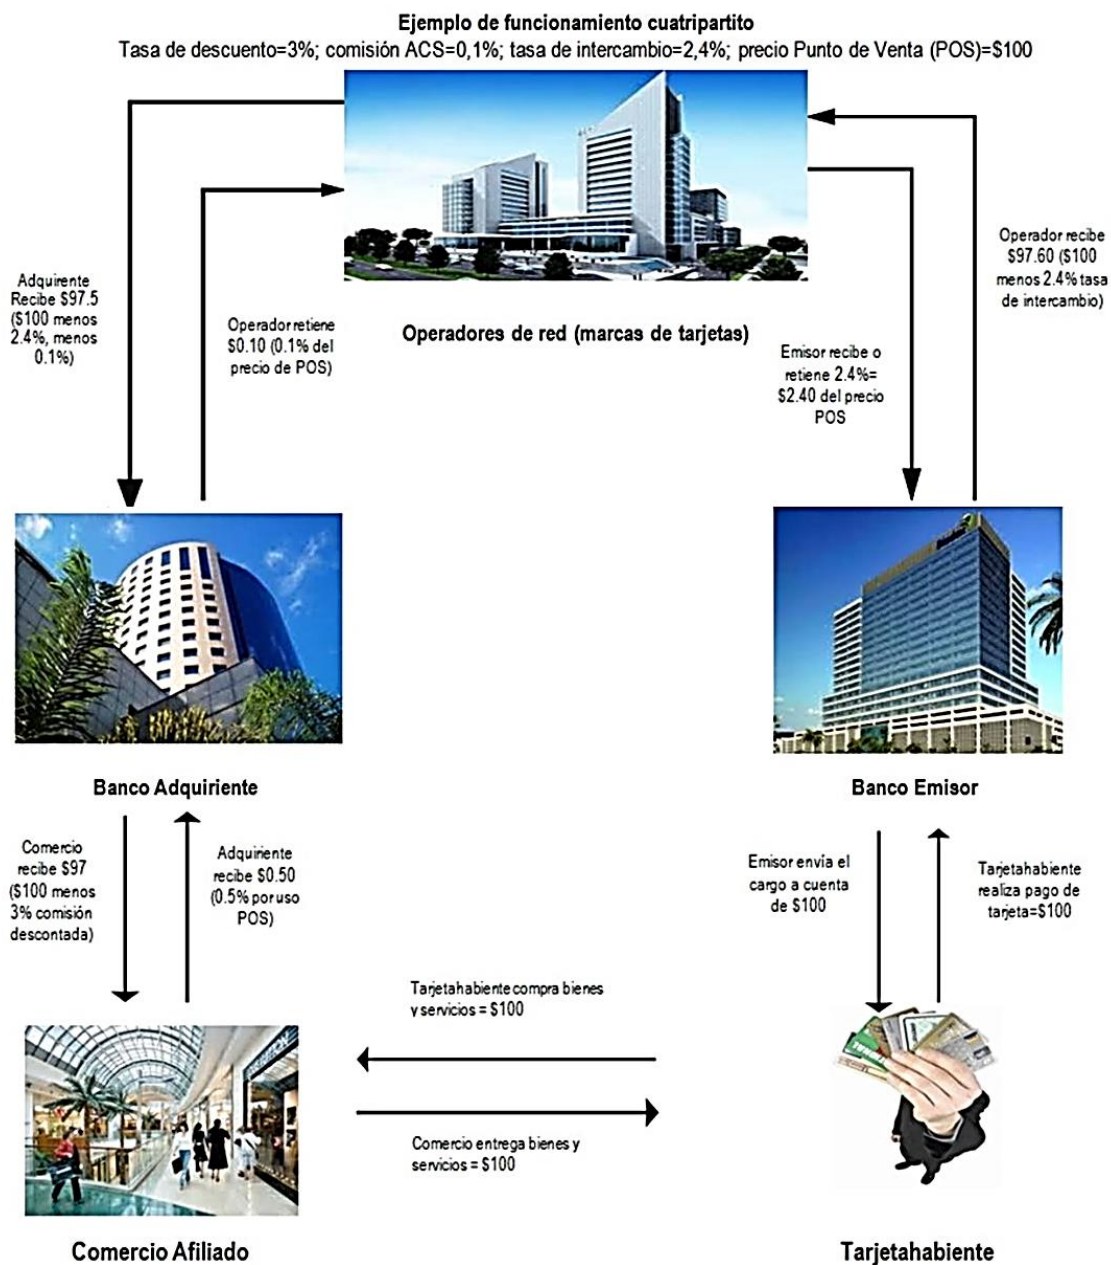 Ejemplo de funcionamiento cuatripartito
Tasa de descuento=3%; comisión ACS=0,1%; tasa de intercambio=2,4%; precio Punto de Venta (POS)=$100
Adquirente
Recibe $97.5
($100 menos
2.4%, menos
0.1%)
Operador retiene
$0.10 (0.1% del
precio de POS)
Operadores de red (marcas de tarjetas)
Emisor recibe o
retiene 2.4%=
$2.40 del precio
POS
Operador recibe
$97.60 ($100
menos 2.4% tasa
de intercambio)
Banco Adquiriente
Banco Emisor
Comercio
recibe $97
($100 menos
3% comisión
descontada)
Adquiriente
recibe $0.50
(0.5% por uso
POS)
Emisor envía el
cargo a cuenta
de $100
Tarjetahabiente
realiza pago de
tarjeta=$100
Tarjetahabiente compra bienes
y servicios = $100
Comercio entrega bienes y
servicios = $100
Comercio Afiliado
Tarjetahabiente